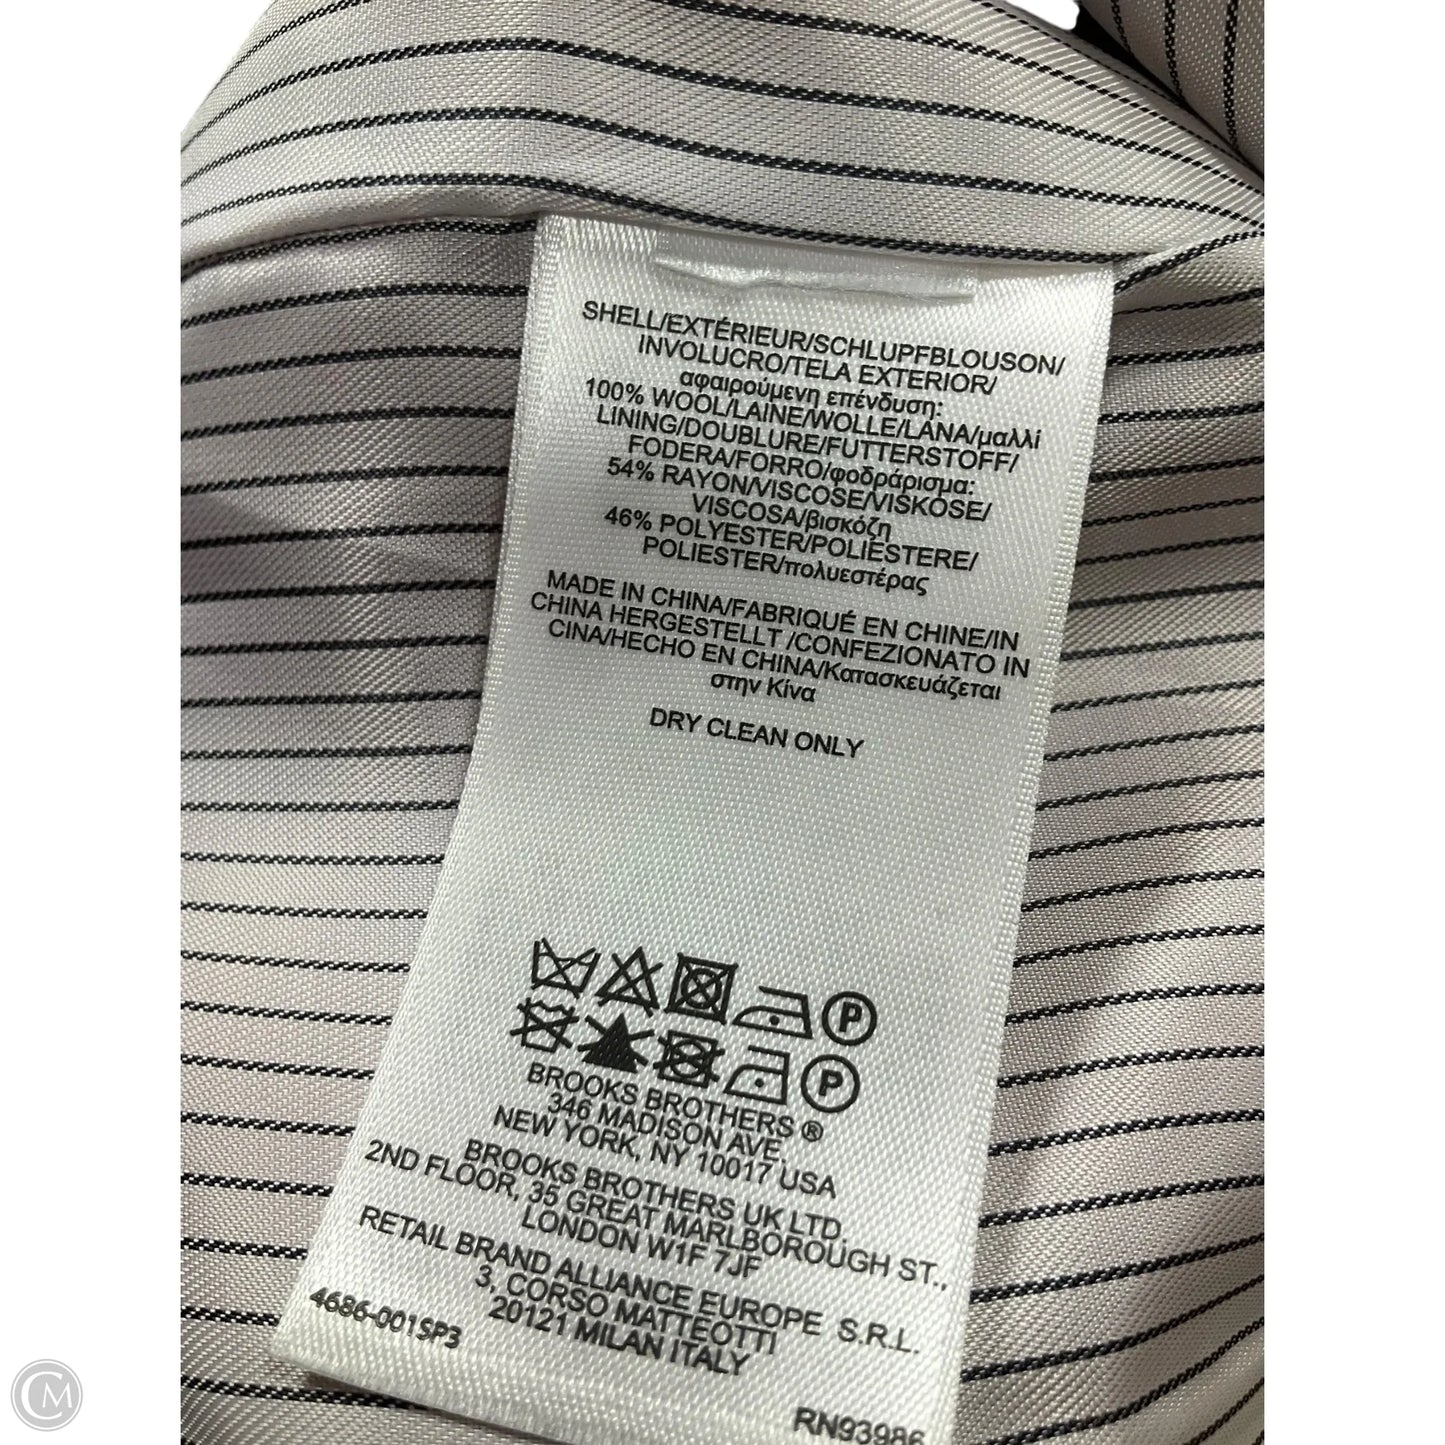 SHELL/EXTÉRIEUR/SCHLUPFBLOUSON/
INVOLUCRO/TELA EXTERIOR/
αφαιρούμενη επένδυση:
100% WOOL/LAINE/WOLLE/LANA/μαλλί
LINING/DOUBLURE/FUTTERSTOFF/
FODERA/FORRO/φοδράρισμα:
54% RAYON/VISCOSE/VISKOSE/
VISCOSA/βισκόζη
46% POLYESTER/POLIESTERE/
POLIESTER/πολυεστέρας
MADE IN CHINA/FABRIQUÉ EN CHINE/IN
CHINA HERGESTELLT /CONFEZIONATO IN
CINA/HECHO EN CHINA/Κατασκευάζεται
στην Κίνα
DRY CLEAN ONLY
P
P
BROOKS BROTHERS ®
346 MADISON AVE,
NEW YORK, NY 10017 USA
BROOKS BROTHERS UK LTD.
2ND FLOOR, 35 GREAT MARLBOROUGH ST.,
LONDON W1F 7JF
RETAIL BRAND ALLIANCE EUROPE S.R.L.
3, CORSO MATTEOTTI
20121 MILAN ITALY
4686-001SP3
RN93986
CM